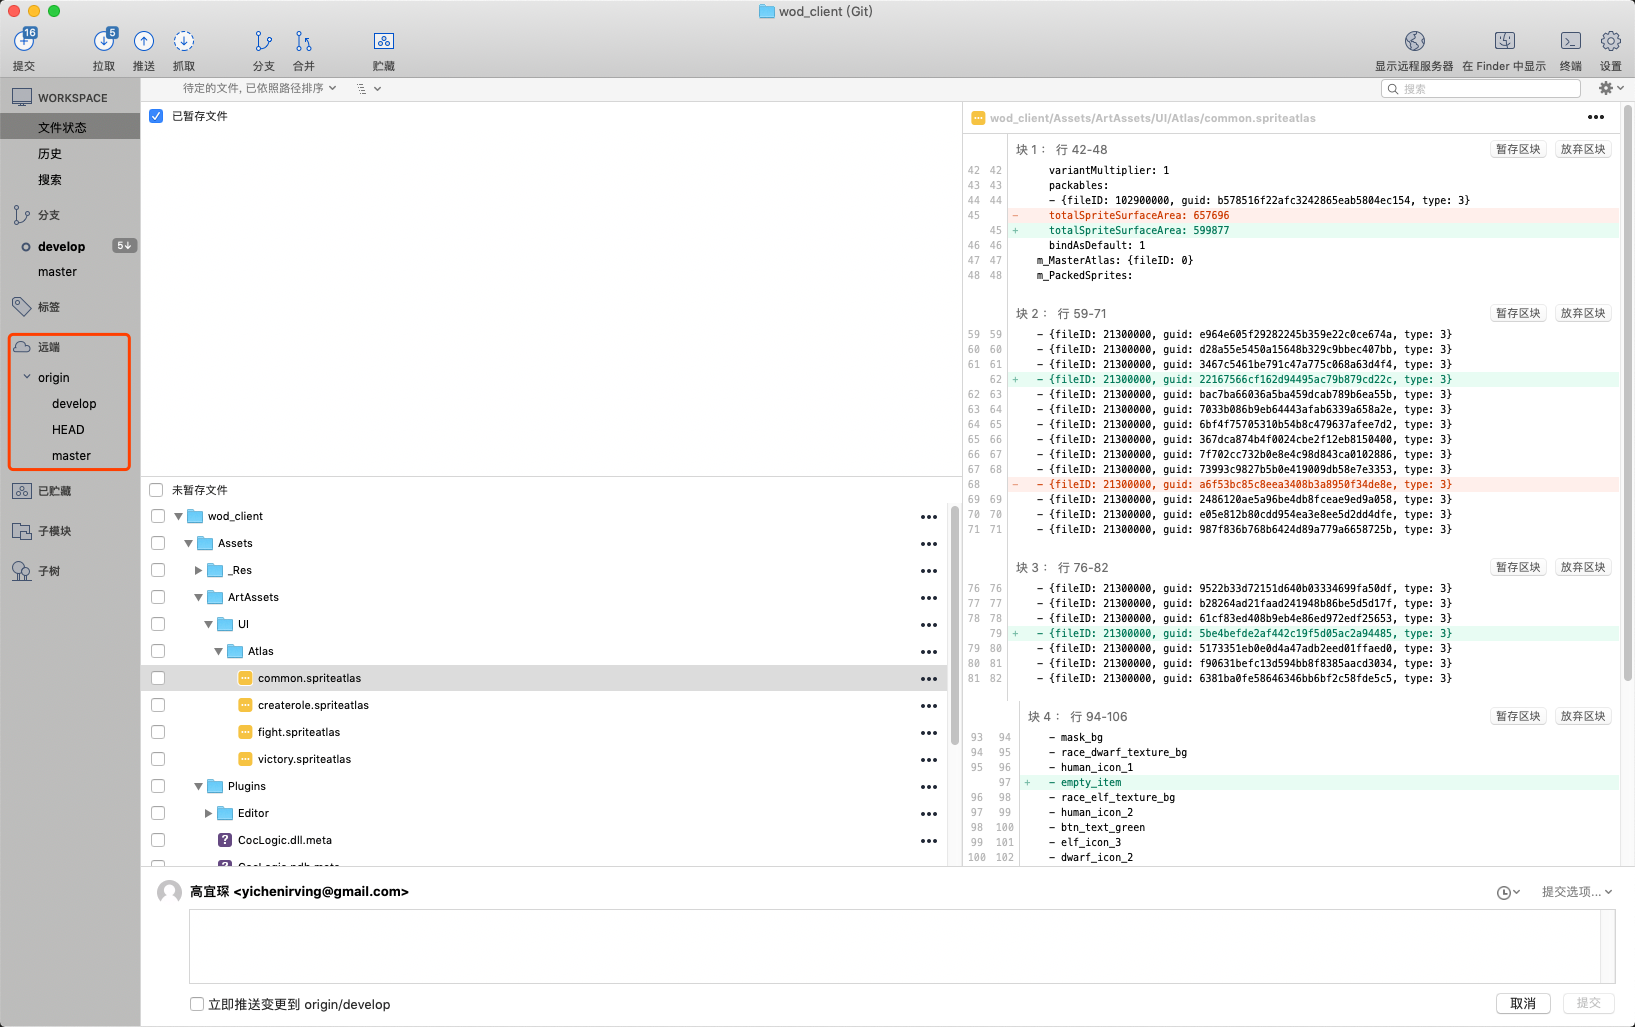 wod_client (Git)
16
5
提交
拉取
推送
抓取
分支
合并
贮藏
显示远程服务器
在 Finder 中显示
终端
设置
WORKSPACE
文件状态
历史
搜索
分支
develop
5↓
master
标签
远端
origin
develop
HEAD
master
已贮藏
子模块
子树
待定的文件, 已依照路径排序
搜索
已暂存文件
未暂存文件
wod_client
Assets
_Res
ArtAssets
UI
Atlas
common.spriteatlas
createrole.spriteatlas
fight.spriteatlas
victory.spriteatlas
Plugins
Editor
CocLogic.dll.meta
CocLogic.pdb.meta
wod_client/Assets/ArtAssets/UI/Atlas/common.spriteatlas
块 1： 行 42-48
暂存区块 放弃区块
42 42 variantMultiplier: 1
43 43 packables:
44 44 - {fileID: 102900000, guid: b578516f22afc3242865eab5804ec154, type: 3}
45 - totalSpriteSurfaceArea: 657696
45 + totalSpriteSurfaceArea: 599877
46 46 bindAsDefault: 1
47 47 m_MasterAtlas: {fileID: 0}
48 48 m_PackedSprites:
块 2： 行 59-71
暂存区块 放弃区块
59 59 - {fileID: 21300000, guid: e964e605f29282245b359e22c0ce674a, type: 3}
60 60 - {fileID: 21300000, guid: d28a55e5450a15648b329c9bbec407bb, type: 3}
61 61 - {fileID: 21300000, guid: 3467c5461be791c47a775c068a63d4f4, type: 3}
62 + - {fileID: 21300000, guid: 22167566cf162d94495ac79b879cd22c, type: 3}
62 63 - {fileID: 21300000, guid: bac7ba66036a5ba459dcab789b6ea55b, type: 3}
63 64 - {fileID: 21300000, guid: 7033b086b9eb64443afab6339a658a2e, type: 3}
64 65 - {fileID: 21300000, guid: 6bf4f75705310b54b8c479637afee7d2, type: 3}
65 66 - {fileID: 21300000, guid: 367dca874b4f0024cbe2f12eb8150400, type: 3}
66 67 - {fileID: 21300000, guid: 7f702cc732b0e8e4c98d843ca0102886, type: 3}
67 68 - {fileID: 21300000, guid: 73993c9827b5b0e419009db58e7e3353, type: 3}
68 - - {fileID: 21300000, guid: a6f53bc85c8eea3408b3a8950f34de8e, type: 3}
69 69 - {fileID: 21300000, guid: 2486120ae5a96be4db8fceae9ed9a058, type: 3}
70 70 - {fileID: 21300000, guid: e05e812b80cdd954ea3e8ee5d2dd4dfe, type: 3}
71 71 - {fileID: 21300000, guid: 987f836b768b6424d89a779a6658725b, type: 3}
块 3： 行 76-82
暂存区块 放弃区块
76 76 - {fileID: 21300000, guid: 9522b33d72151d640b03334699fa50df, type: 3}
77 77 - {fileID: 21300000, guid: b28264ad21faad241948b86be5d5d17f, type: 3}
78 78 - {fileID: 21300000, guid: 61cf83ed408b9eb4e86ed972edf25653, type: 3}
79 + - {fileID: 21300000, guid: 5be4befde2af442c19f5d05ac2a94485, type: 3}
79 80 - {fileID: 21300000, guid: 5173351eb0e0d4a47adb2eed01ffaed0, type: 3}
80 81 - {fileID: 21300000, guid: f90631befc13d594bb8f8385aacd3034, type: 3}
81 82 - {fileID: 21300000, guid: 6381ba0fe58646346bb6bf2c58fde5c5, type: 3}
块 4： 行 94-106
暂存区块 放弃区块
93 94 - mask_bg
94 95 - race_dwarf_texture_bg
95 96 - human_icon_1
97 + - empty_item
96 98 - race_elf_texture_bg
97 99 - human_icon_2
98 100 - btn_text_green
99 101 - elf_icon_3
100 102 - dwarf_icon_2
高宜琛 <yichenirving@gmail.com>
提交选项...
立即推送变更到 origin/develop
取消
提交